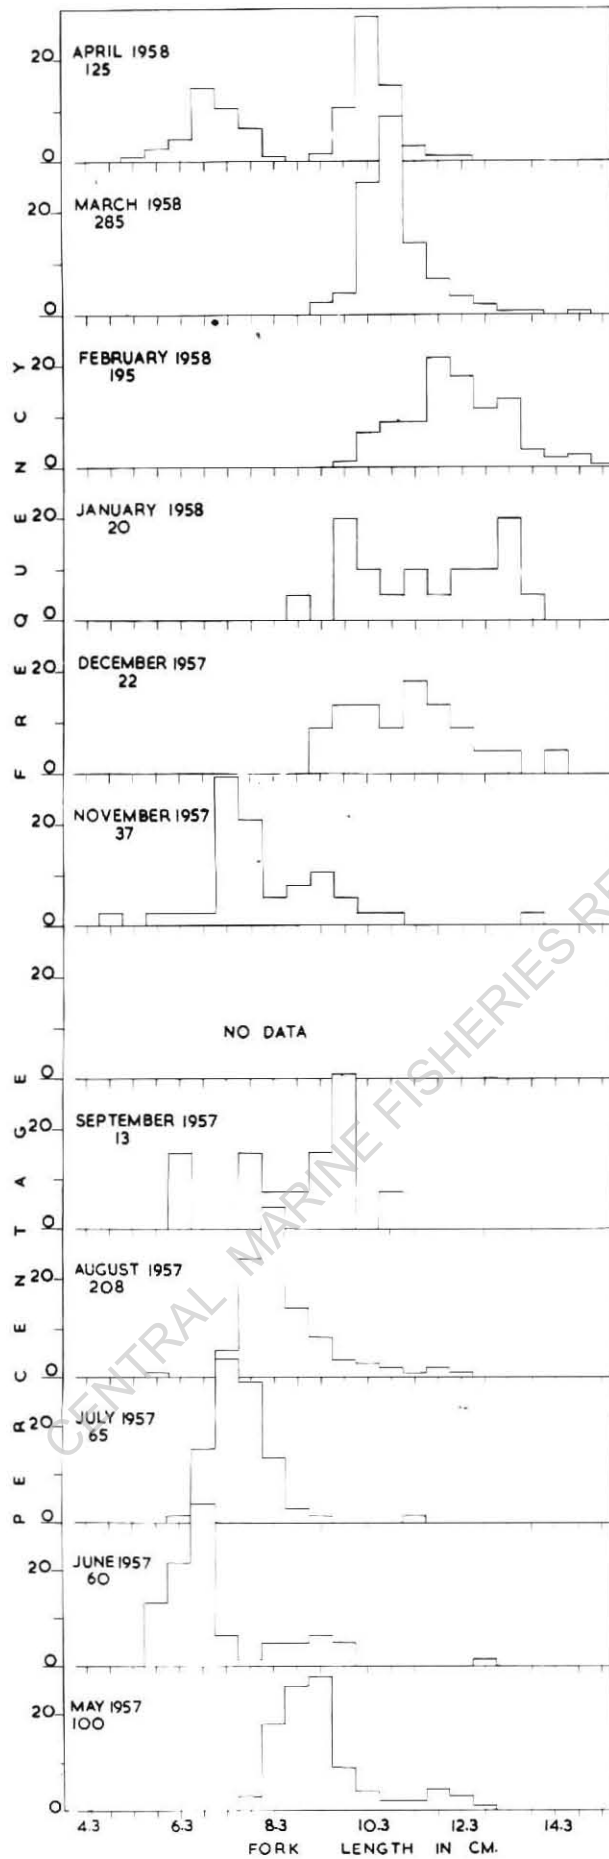 20
APRIL 1958
125
0
20
MARCH 1958
285
0
20
FEBRUARY 1958
195
0
20
JANUARY 1958
20
0
20
DECEMBER 1957
22
0
20
NOVEMBER 1957
37
0
20
NO DATA
0
20
SEPTEMBER 1957
13
0
20
AUGUST 1957
208
0
20
JULY 1957
65
0
20
JUNE 1957
60
0
20
MAY 1957
100
0
4.3 6.3 8.3 10.3 12.3 14.3
FORK LENGTH IN CM.
PERCENTAGE FREQUENCY
CENTRAL MARINE FISHERIES